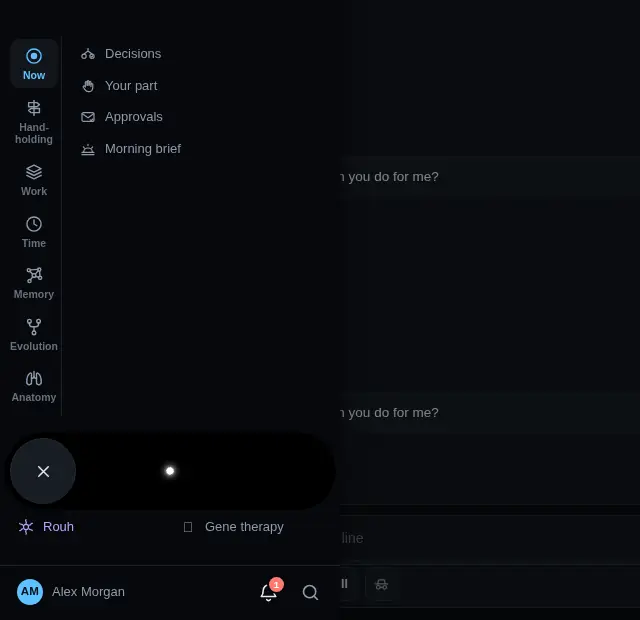 Now
Hand-
holding
Work
Time
Memory
Evolution
Anatomy
Decisions
Your part
Approvals
Morning brief
you do for me?
you do for me?
line
Rouh
Gene therapy
AM
Alex Morgan
1